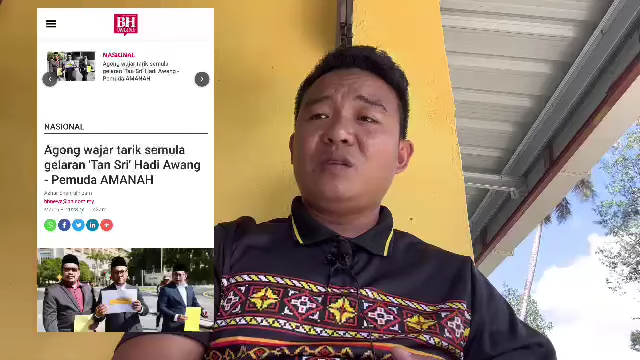 BH
ONLINE
NASIONAL
Agong wajar tarik semula
gelaran 'Tan Sri' Hadi Awang -
Pemuda AMANAH
NASIONAL
Agong wajar tarik semula
gelaran 'Tan Sri' Hadi Awang
- Pemuda AMANAH